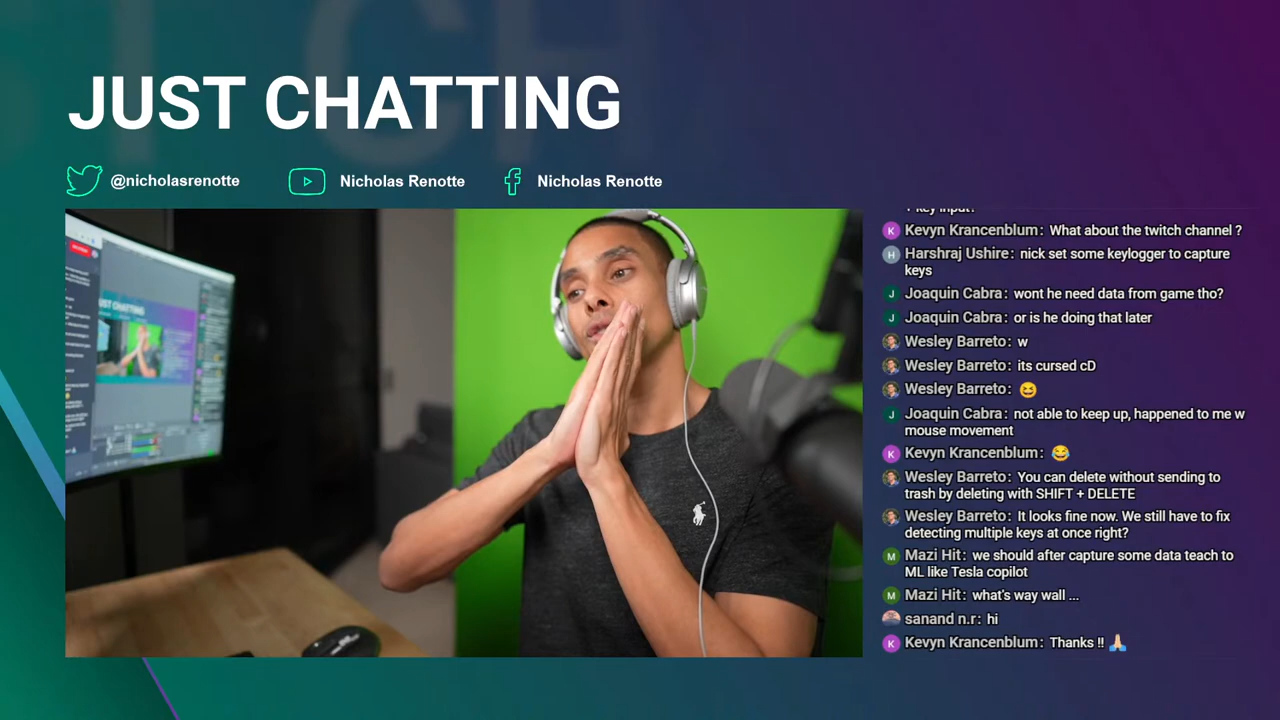 JUST CHATTING
@nicholasrenotte
Nicholas Renotte
Nicholas Renotte
+ key input?
Kevyn Krancenblum: What about the twitch channel ?
Harshraj Ushire: nick set some keylogger to capture
keys
Joaquin Cabra: wont he need data from game tho?
Joaquin Cabra: or is he doing that later
Wesley Barreto: w
Wesley Barreto: its cursed cD
Wesley Barreto: 😆
Joaquin Cabra: not able to keep up, happened to me w
mouse movement
Kevyn Krancenblum: 😂
Wesley Barreto: You can delete without sending to
trash by deleting with SHIFT + DELETE
Wesley Barreto: It looks fine now. We still have to fix
detecting multiple keys at once right?
Mazi Hit: we should after capture some data teach to
ML like Tesla copilot
Mazi Hit: what's way wall ...
sanand n.r: hi
Kevyn Krancenblum: Thanks !! 🙏🏻